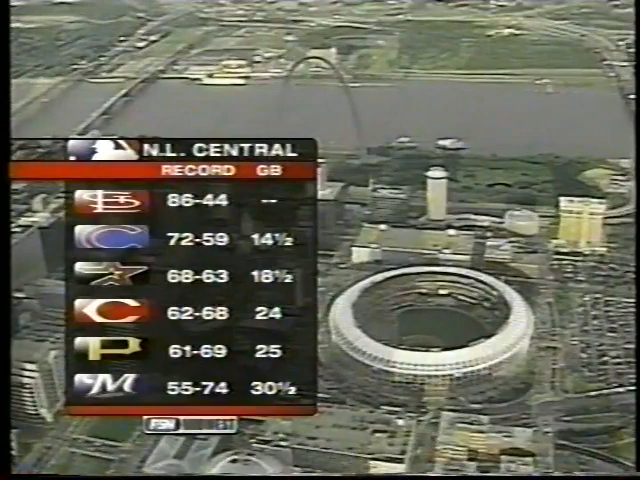 N.L. CENTRAL
RECORD GB
STL 86-44 --
C 72-59 14½
68-63 18½
C 62-68 24
P 61-69 25
M 55-74 30½
FSN